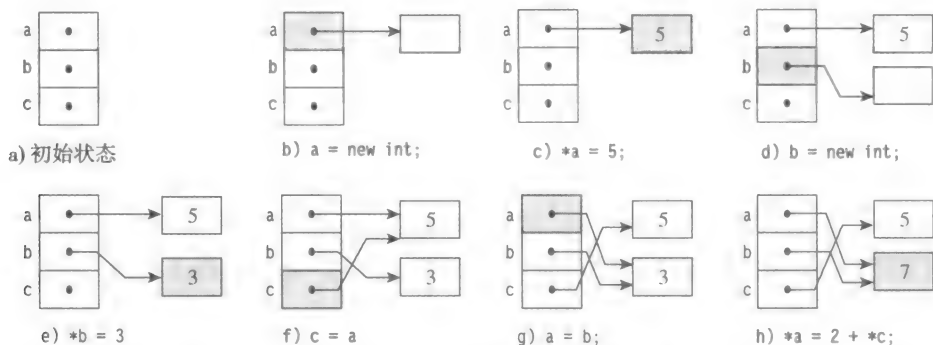 a
b
c
a) 初始状态
a
b
c
b) a = new int;
a
b
c
5
c) *a = 5;
a
b
c
5
d) b = new int;
a
b
c
5
3
e) *b = 3
a
b
c
5
3
f) c = a
a
b
c
5
3
g) a = b;
a
b
c
5
7
h) *a = 2 + *c;